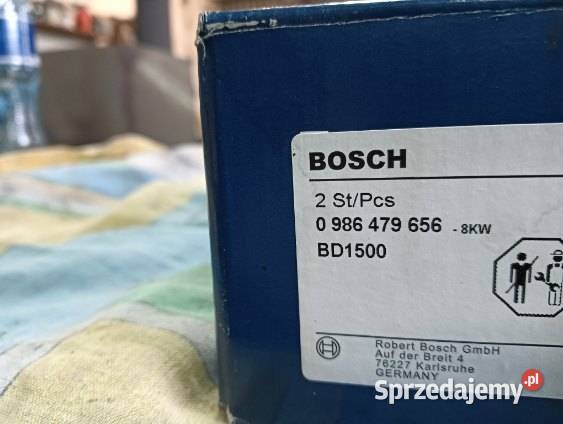 BOSCH
2 St/Pcs
0 986 479 656 - 8KW
BD1500
Robert Bosch GmbH
Auf der Breit 4
76227 Karlsruhe
GERMANY
Sprzedajemy.pl